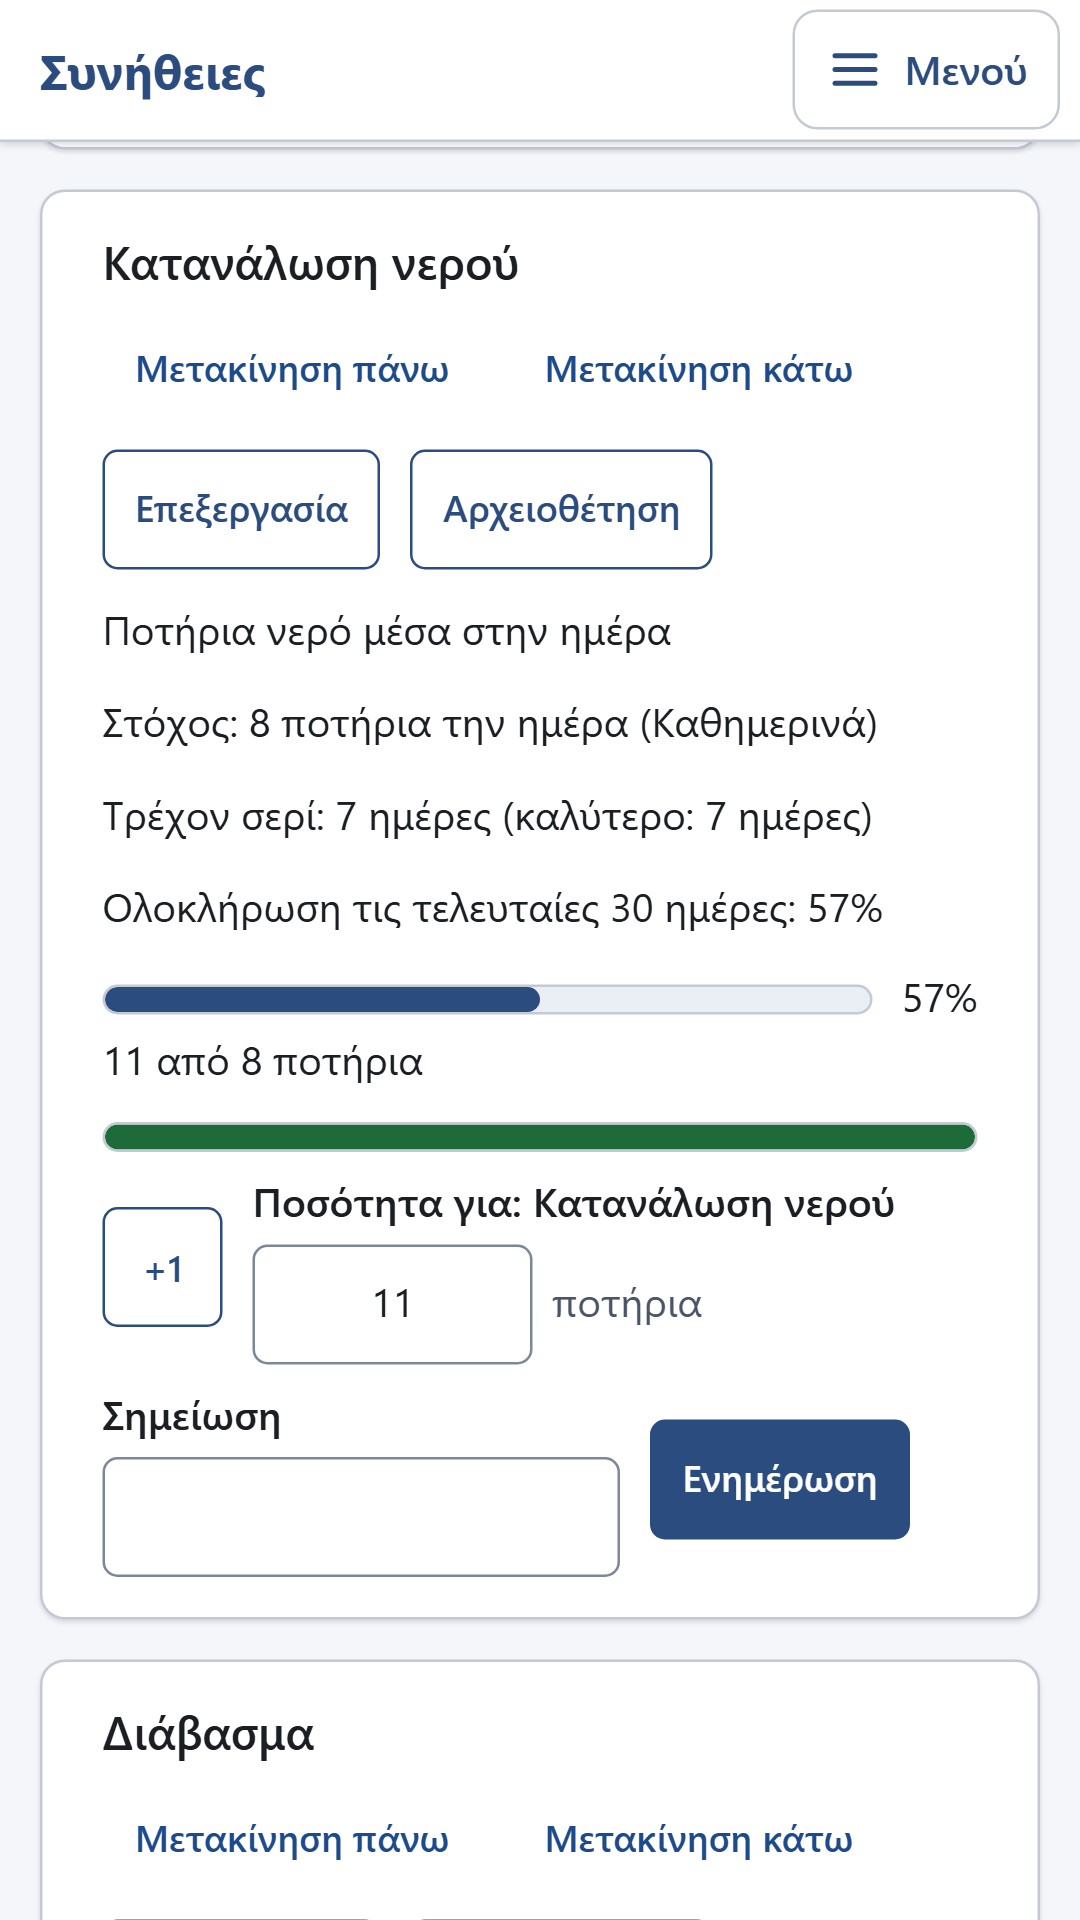 Συνήθειες
Μενού
Κατανάλωση νερού
Μετακίνηση πάνω Μετακίνηση κάτω
Επεξεργασία Αρχειοθέτηση
Ποτήρια νερό μέσα στην ημέρα
Στόχος: 8 ποτήρια την ημέρα (Καθημερινά)
Τρέχον σερί: 7 ημέρες (καλύτερο: 7 ημέρες)
Ολοκλήρωση τις τελευταίες 30 ημέρες: 57%
57%
11 από 8 ποτήρια
Ποσότητα για: Κατανάλωση νερού
+1 11 ποτήρια
Σημείωση
Ενημέρωση
Διάβασμα
Μετακίνηση πάνω Μετακίνηση κάτω